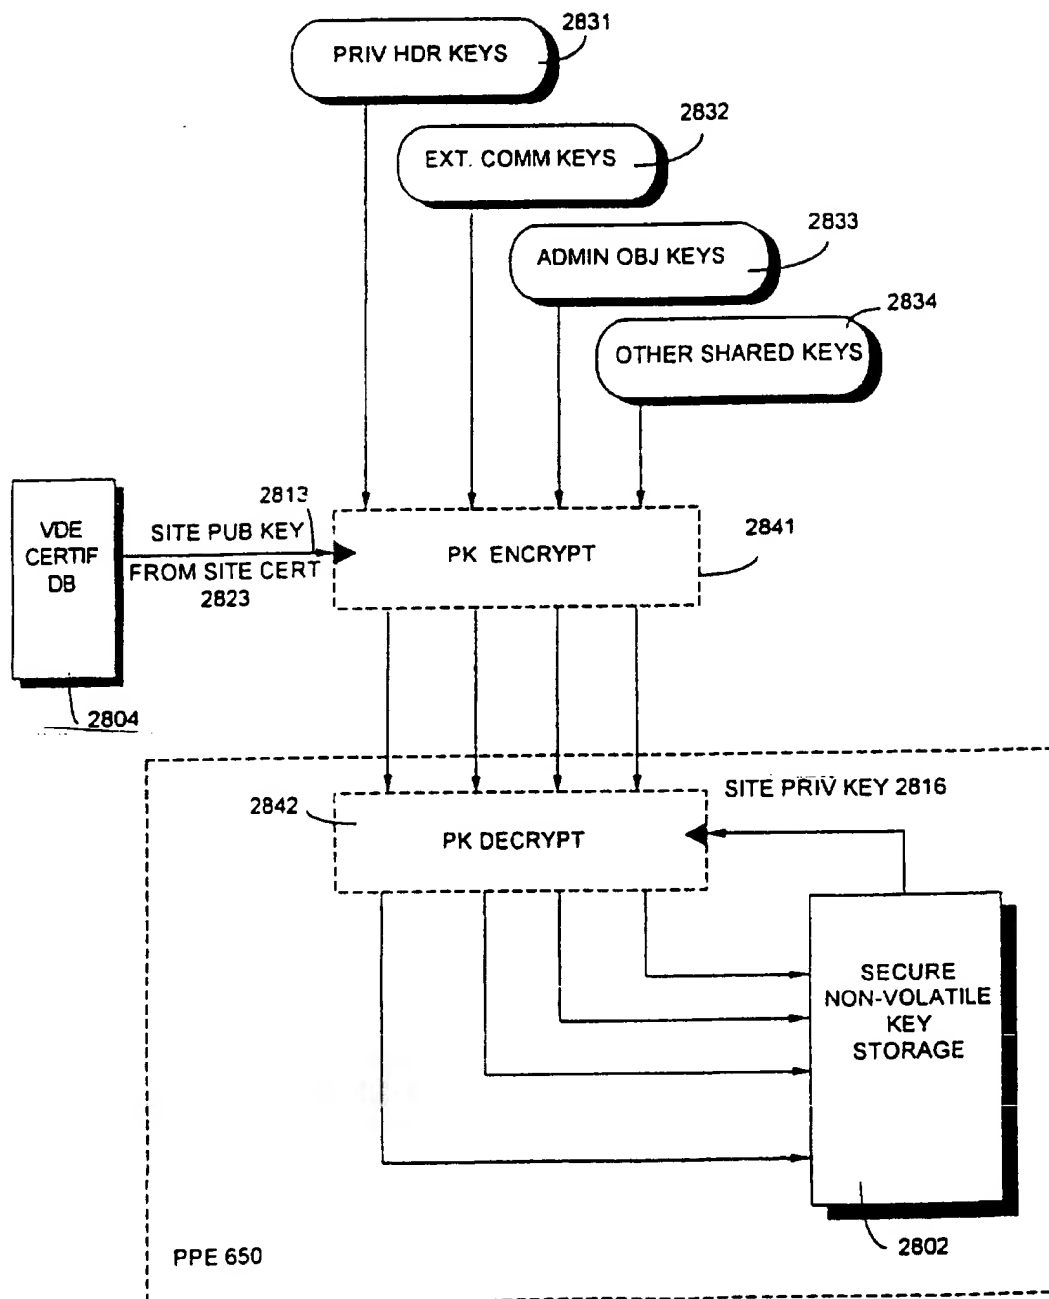 2831
PRIV HDR KEYS
2832
EXT. COMM KEYS
2833
ADMIN OBJ KEYS
2834
OTHER SHARED KEYS
VDE
CERTIF
DB
2813
SITE PUB KEY
FROM SITE CERT
2823
PK ENCRYPT
2841
2804
2842
PK DECRYPT
SITE PRIV KEY 2816
SECURE
NON-VOLATILE
KEY
STORAGE
2802
PPE 650